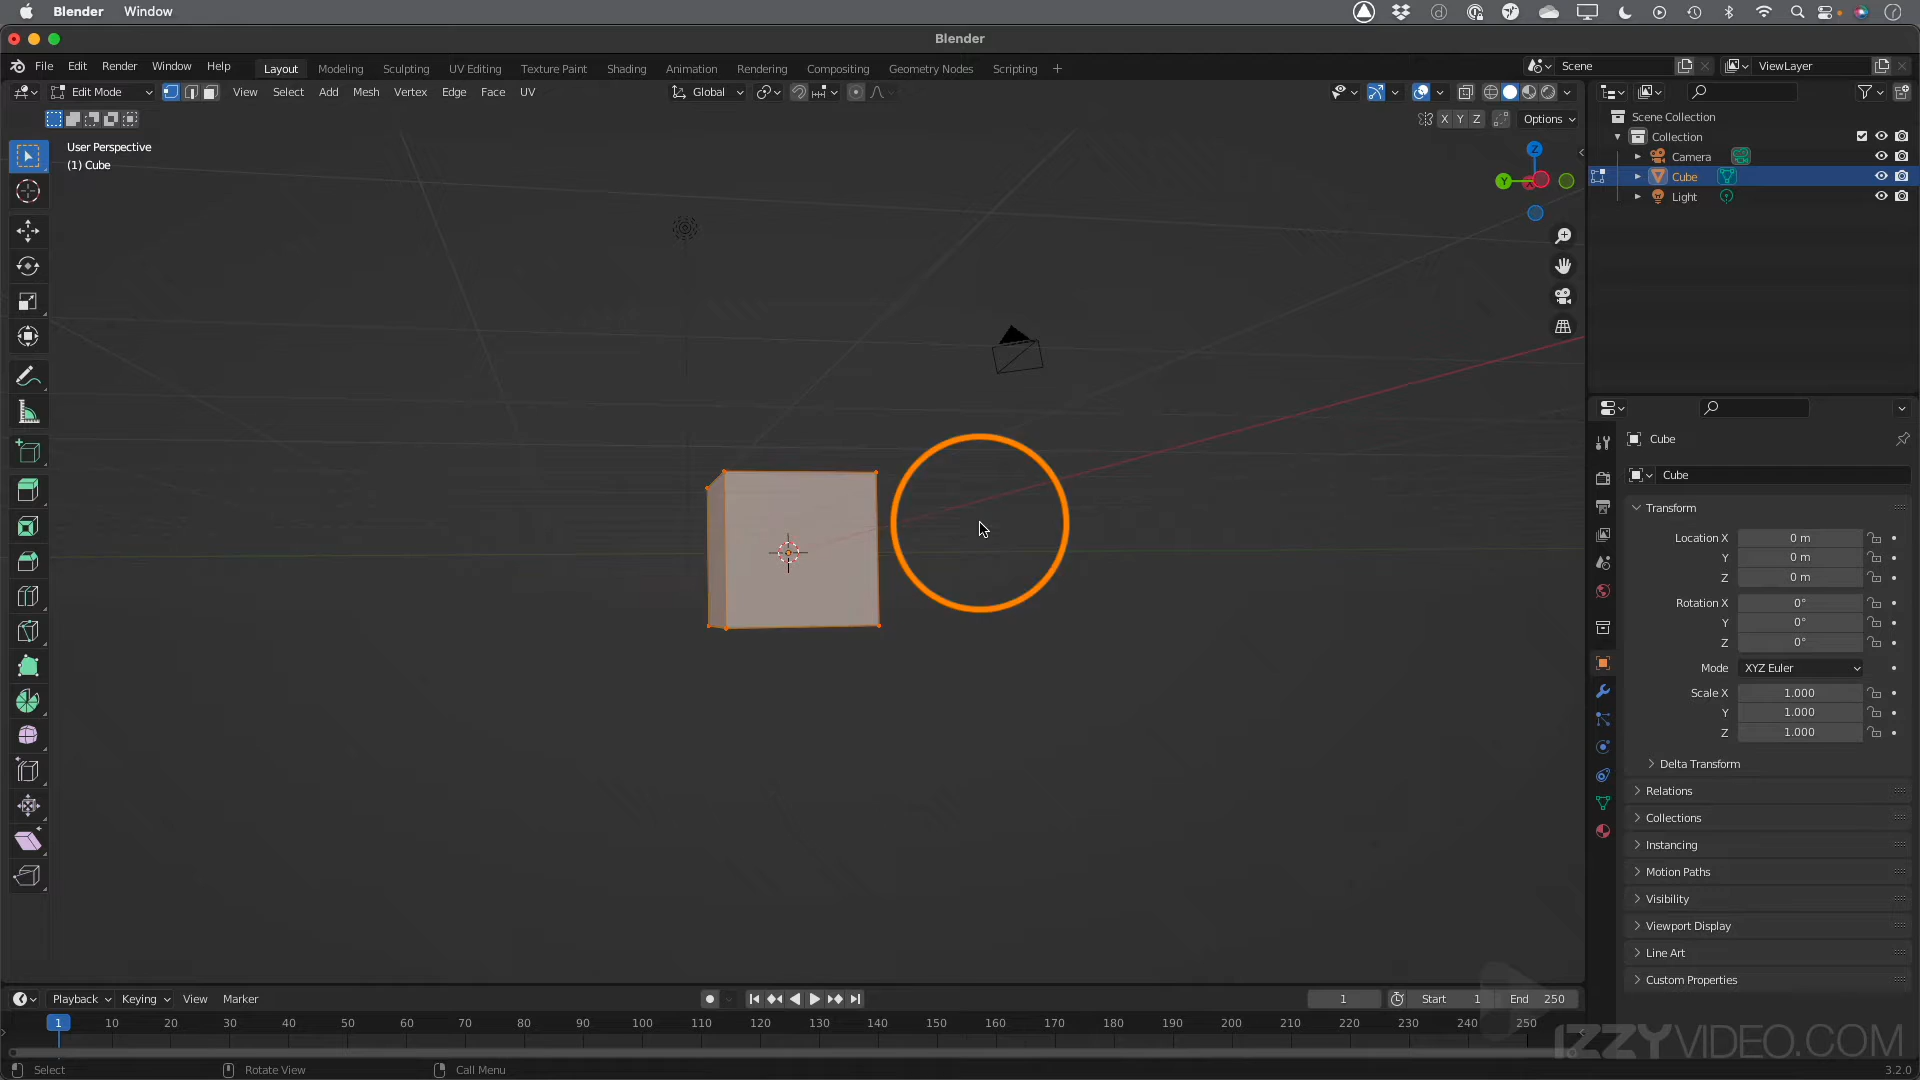 Blender Window
Blender
File Edit Render Window Help Layout Modeling Sculpting UV Editing Texture Paint Shading Animation Rendering Compositing Geometry Nodes Scripting + Scene ViewLayer
Edit Mode View Select Add Mesh Vertex Edge Face UV Global
X Y Z Options
User Perspective
(1) Cube
Z
Y
X
Scene Collection
Collection
Camera
Cube
Light
Cube
Cube
Transform
Location X 0 m
Y 0 m
Z 0 m
Rotation X 0°
Y 0°
Z 0°
Mode XYZ Euler
Scale X 1.000
Y 1.000
Z 1.000
Delta Transform
Relations
Collections
Instancing
Motion Paths
Visibility
Viewport Display
Line Art
Custom Properties
Playback Keying View Marker 1 Start 1 End 250
1 10 20 30 40 50 60 70 80 90 100 110 120 130 140 150 160 170 180 190 200 210 220 230 240 250
IZZYVIDEO.COM
Select Rotate View Call Menu 3.2.0